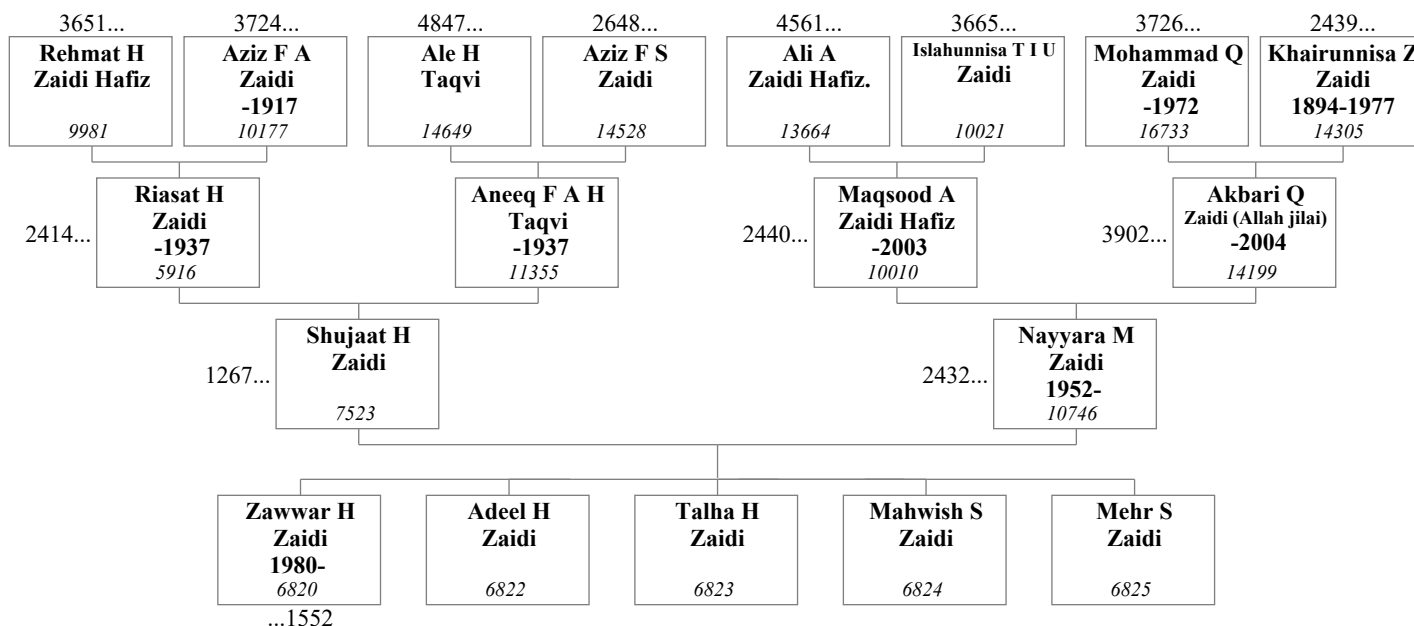 3651... 3724... 4847... 2648... 4561... 3665... 3726... 2439...
Rehmat H
Zaidi Hafiz
9981
Aziz F A
Zaidi
-1917
10177
Ale H
Taqvi
14649
Aziz F S
Zaidi
14528
Ali A
Zaidi Hafiz.
13664
Islahunnisa T I U
Zaidi
10021
Mohammad Q
Zaidi
-1972
16733
Khairunnisa Z
Zaidi
1894-1977
14305
2414...
Riasat H
Zaidi
-1937
5916
Aneeq F A H
Taqvi
-1937
11355
2440...
Maqsood A
Zaidi Hafiz
-2003
10010
3902...
Akbari Q
Zaidi (Allah jilai)
-2004
14199
1267...
Shujaat H
Zaidi
7523
2432...
Nayyara M
Zaidi
1952-
10746
Zawwar H
Zaidi
1980-
6820
...1552
Adeel H
Zaidi
6822
Talha H
Zaidi
6823
Mahwish S
Zaidi
6824
Mehr S
Zaidi
6825